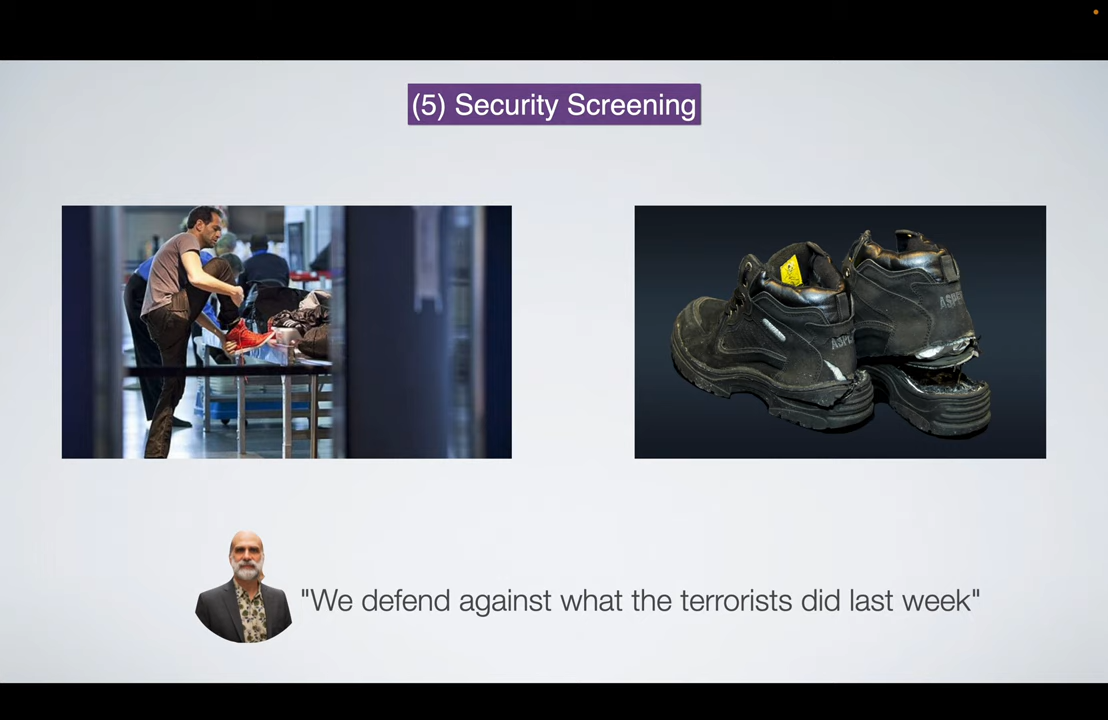 (5) Security Screening
"We defend against what the terrorists did last week"